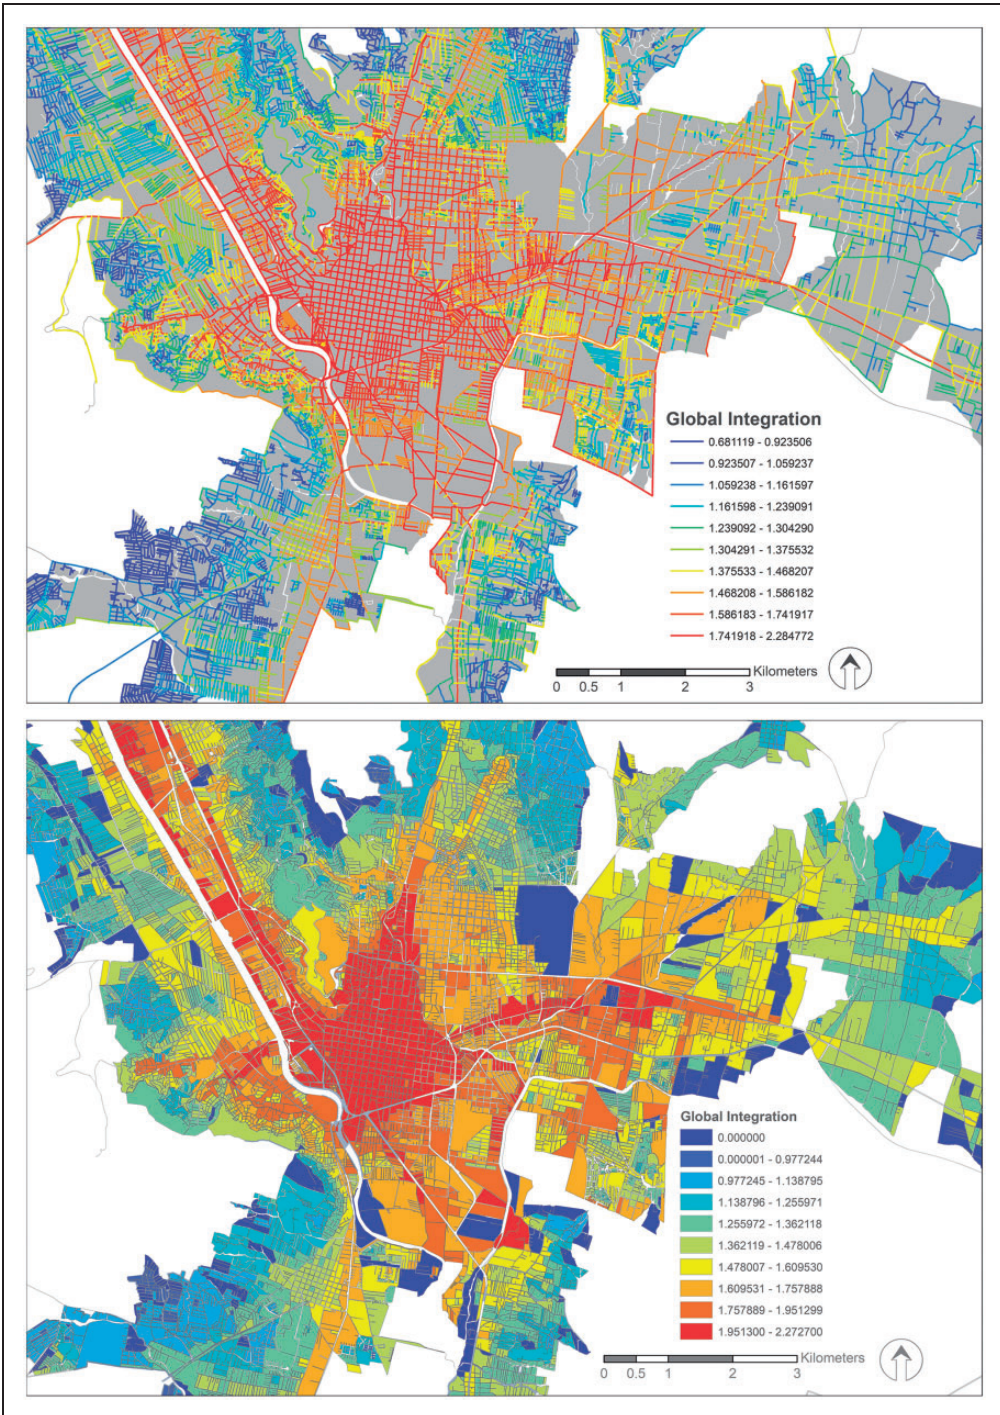 Global Integration
0.681119 - 0.923506
0.923507 - 1.059237
1.059238 - 1.161597
1.161598 - 1.239091
1.239092 - 1.304290
1.304291 - 1.375532
1.375533 - 1.468207
1.468208 - 1.586182
1.586183 - 1.741917
1.741918 - 2.284772
Kilometers
0 0.5 1 2 3
Global Integration
0.000000
0.000001 - 0.977244
0.977245 - 1.138795
1.138796 - 1.255971
1.255972 - 1.362118
1.362119 - 1.478006
1.478007 - 1.609530
1.609531 - 1.757888
1.757889 - 1.951299
1.951300 - 2.272700
Kilometers
0 0.5 1 2 3